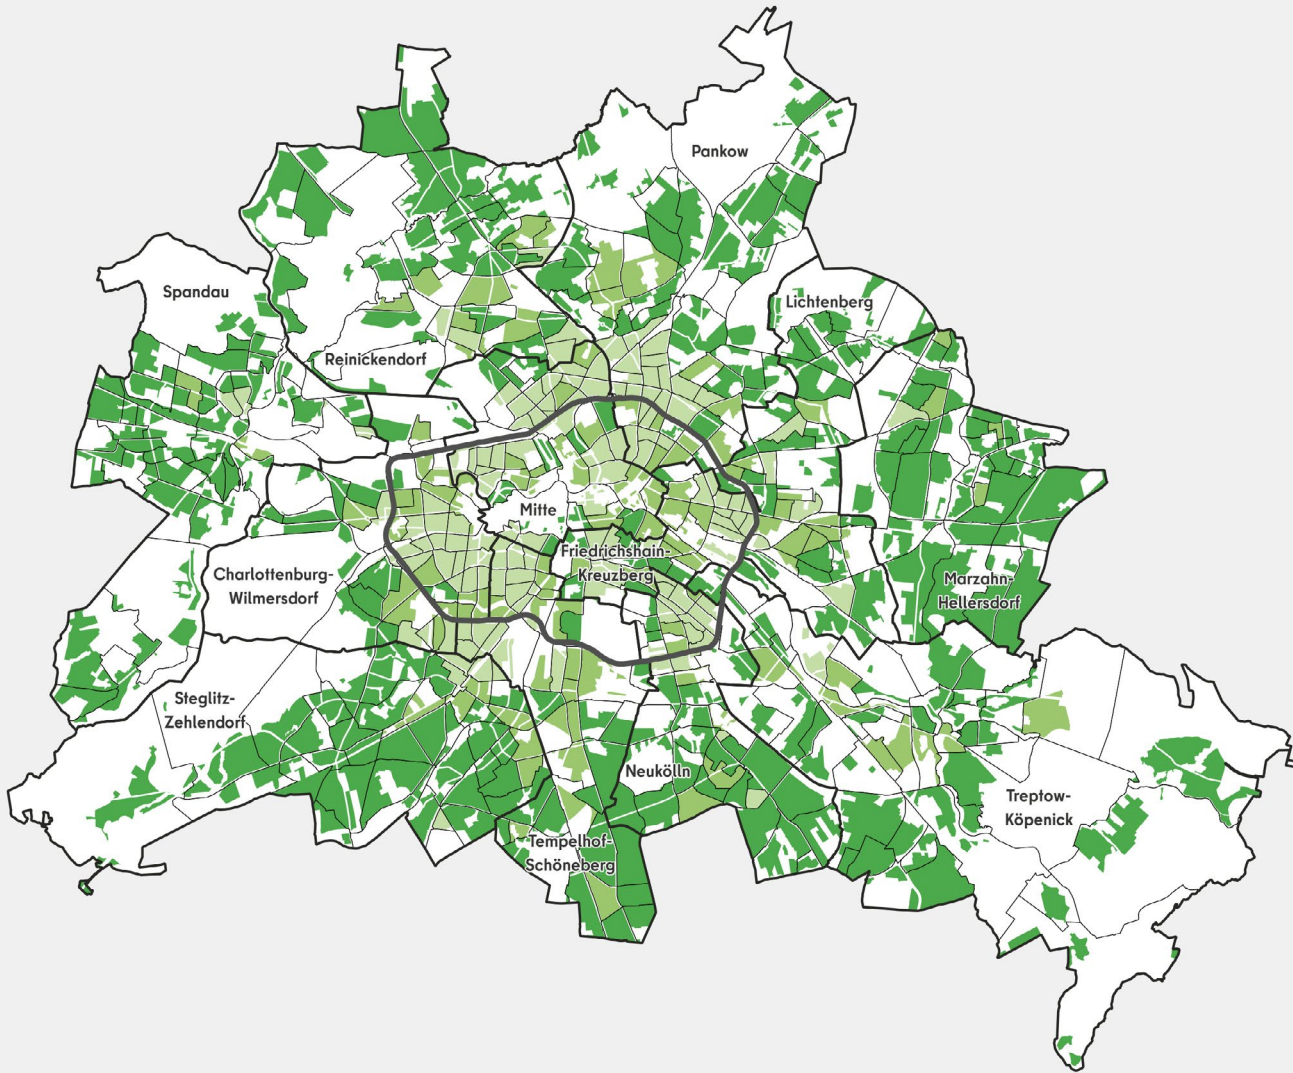 Pankow
Spandau
Lichtenberg
Reinickendorf
Mitte
Friedrichshain-
Kreuzberg
Charlottenburg-
Wilmersdorf
Marzahn-
Hellersdorf
Steglitz-
Zehlendorf
Neukölln
Treptow-
Köpenick
Tempelhof-
Schöneberg